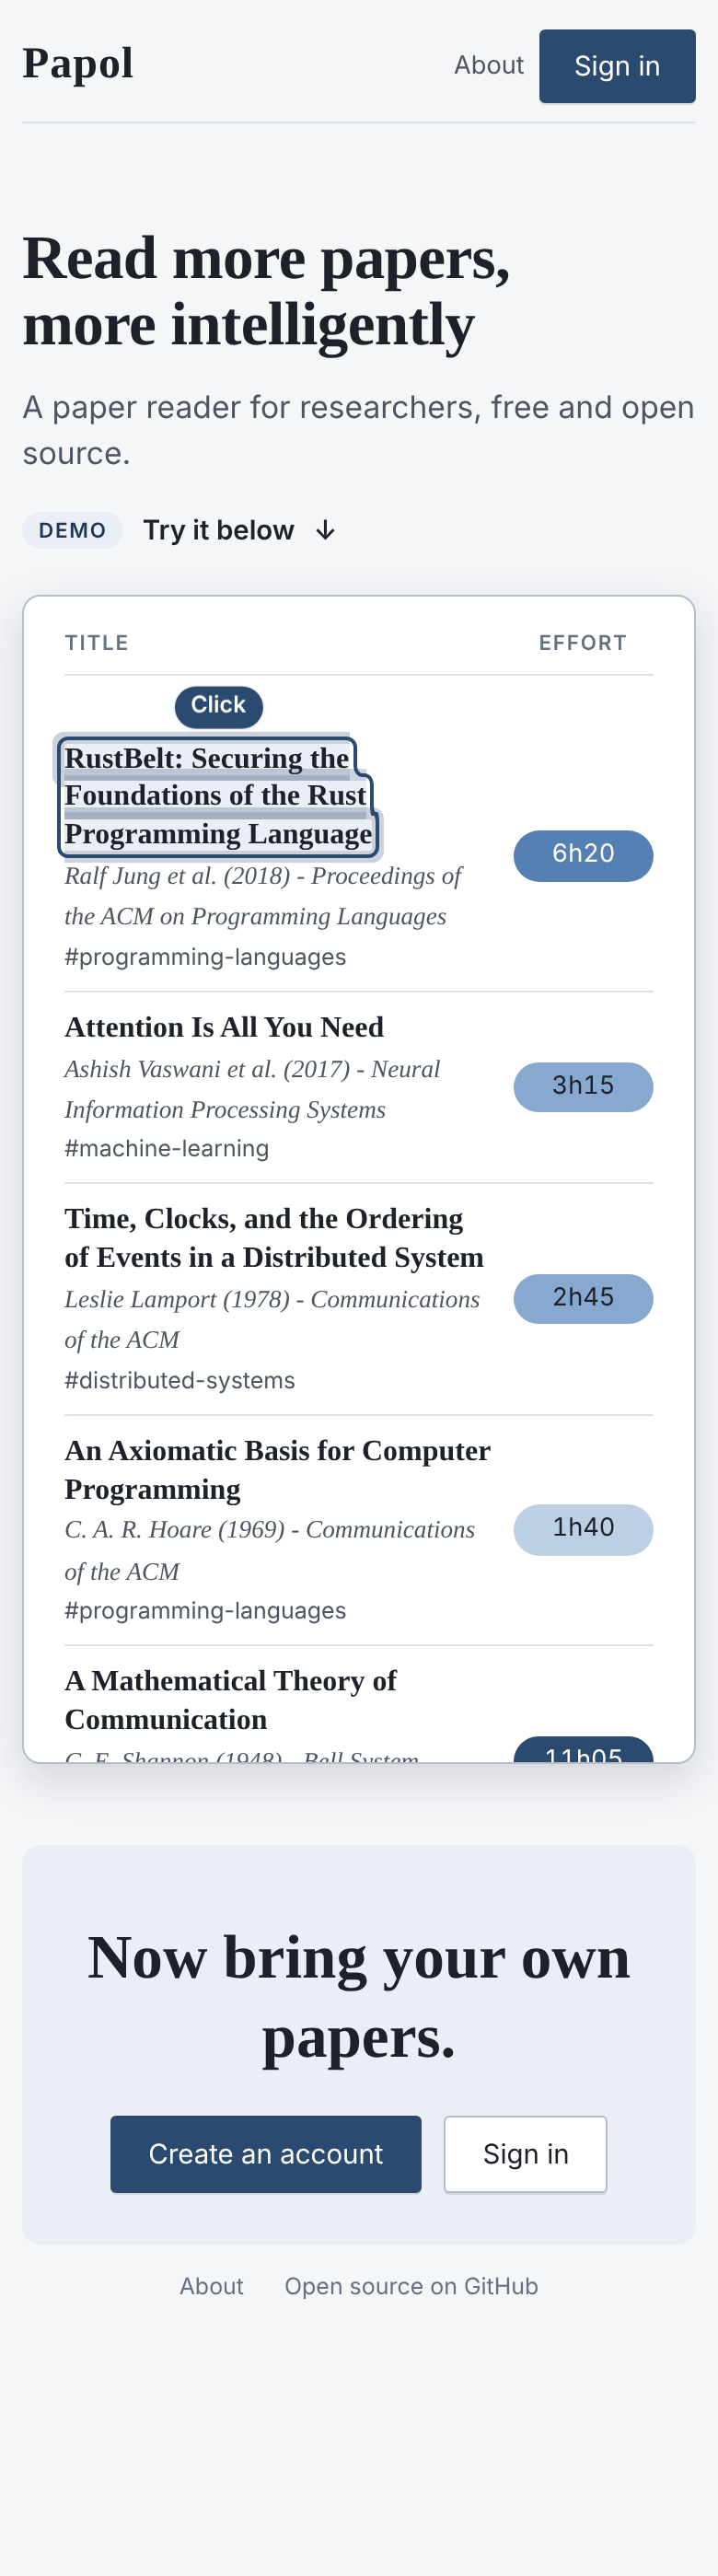 Papol
About
Sign in
Read more papers,
more intelligently
A paper reader for researchers, free and open
source.
DEMO Try it below ↓
TITLE EFFORT
Click
RustBelt: Securing the
Foundations of the Rust
Programming Language
6h20
Ralf Jung et al. (2018) - Proceedings of
the ACM on Programming Languages
#programming-languages
Attention Is All You Need
Ashish Vaswani et al. (2017) - Neural
3h15
Information Processing Systems
#machine-learning
Time, Clocks, and the Ordering
of Events in a Distributed System
Leslie Lamport (1978) - Communications
2h45
of the ACM
#distributed-systems
An Axiomatic Basis for Computer
Programming
C. A. R. Hoare (1969) - Communications
1h40
of the ACM
#programming-languages
A Mathematical Theory of
Communication
C. E. Shannon (1948) - Bell System
11h05
Now bring your own
papers.
Create an account
Sign in
About
Open source on GitHub